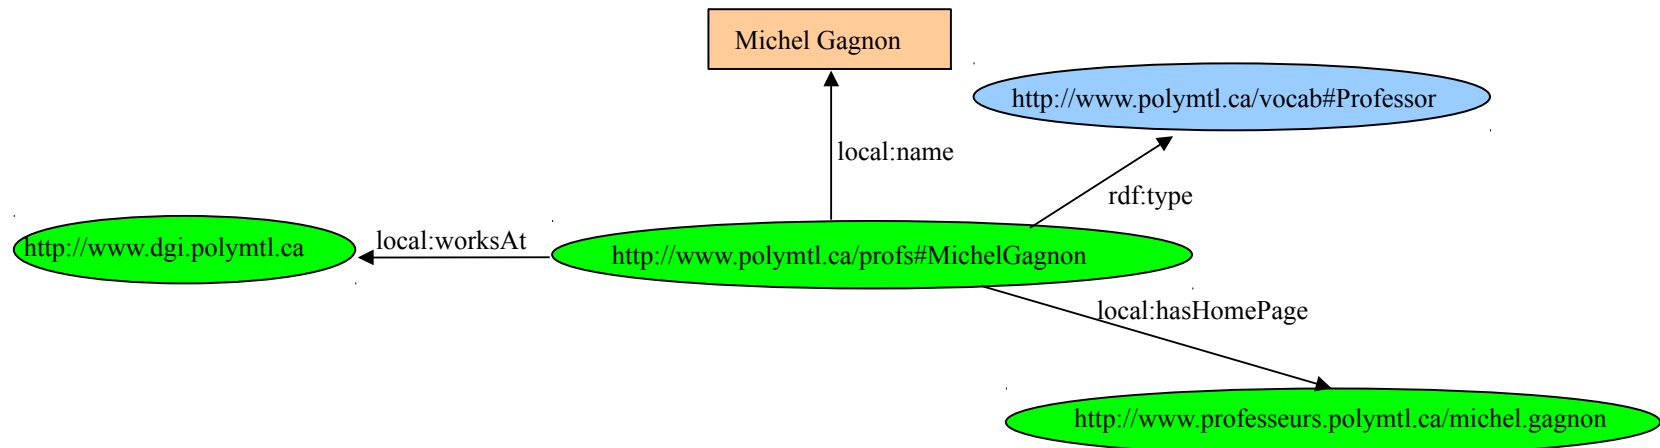 Michel Gagnon
http://www.polymtl.ca/vocab#Professor
local:name
rdf:type
http://www.dgi.polymtl.ca
local:worksAt
http://www.polymtl.ca/profs#MichelGagnon
local:hasHomePage
http://www.professeurs.polymtl.ca/michel.gagnon